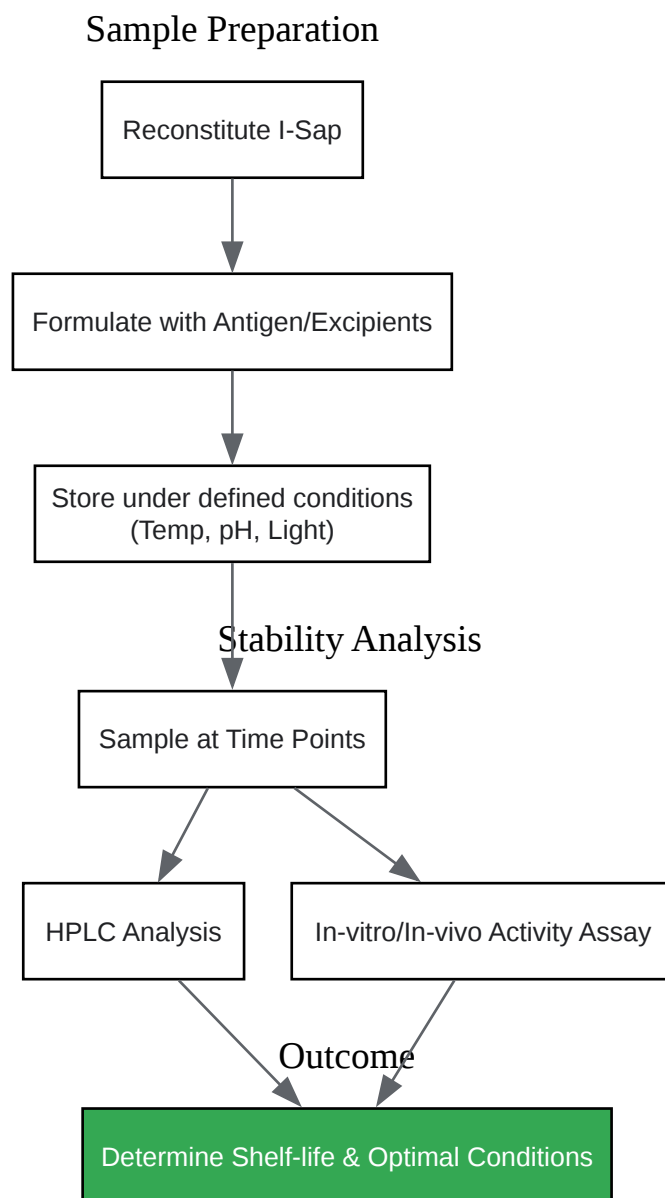 Sample Preparation
Reconstitute I-Sap
Formulate with Antigen/Excipients
Store under defined conditions
(Temp, pH, Light)
Stability Analysis
Sample at Time Points
HPLC Analysis
In-vitro/In-vivo Activity Assay
Outcome
Determine Shelf-life & Optimal Conditions